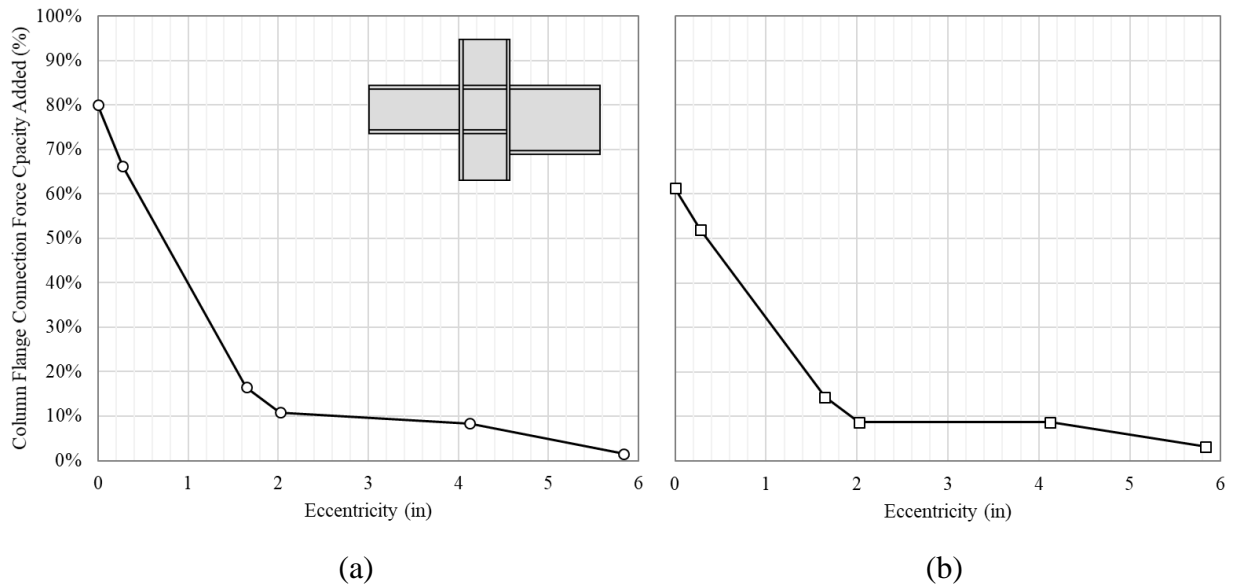 Column Flange Connection Force Cpacity Added (%)
100%
90%
80%
70%
60%
50%
40%
30%
20%
10%
0%
0 1 2 3 4 5 6
Eccentricity (in)
(a)
0 1 2 3 4 5 6
Eccentricity (in)
(b)